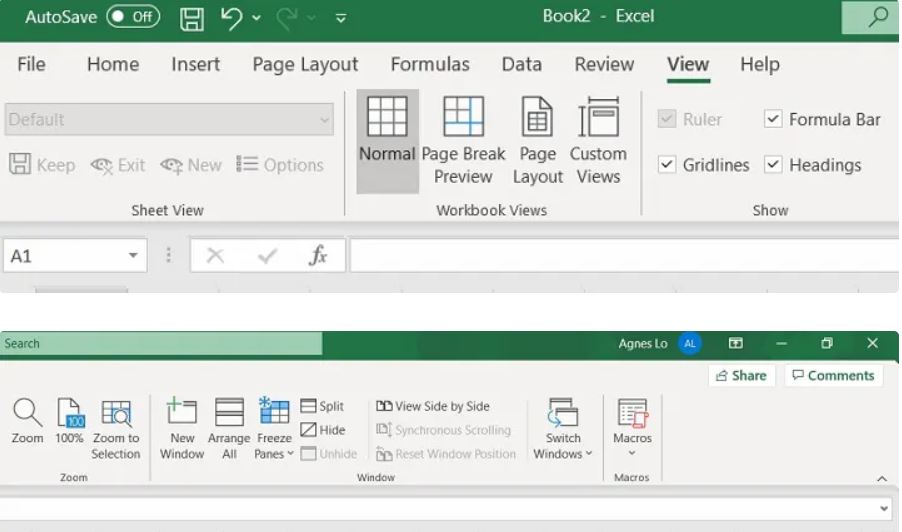 AutoSave Off Book2 - Excel
File Home Insert Page Layout Formulas Data Review View Help
Default
Keep Exit New Options
Normal Page Break Preview Page Layout Custom Views
Ruler Formula Bar
Gridlines Headings
Sheet View Workbook Views Show
A1 fx
Search Agnes Lo AL
Share Comments
Zoom 100 100% Zoom to Selection
New Window Arrange All Freeze Panes
Split
Hide
Unhide
View Side by Side
Synchronous Scrolling
Reset Window Position
Switch Windows
Macros
Zoom Window Macros